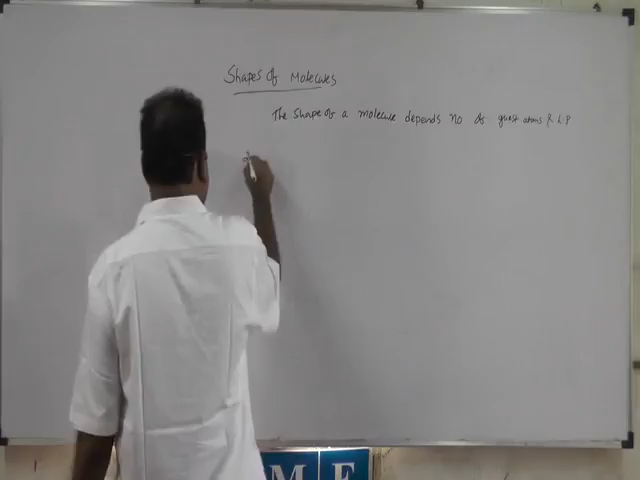 Shapes of Molecules
The Shape of a molecule depends no of guest atoms & L.P
M E